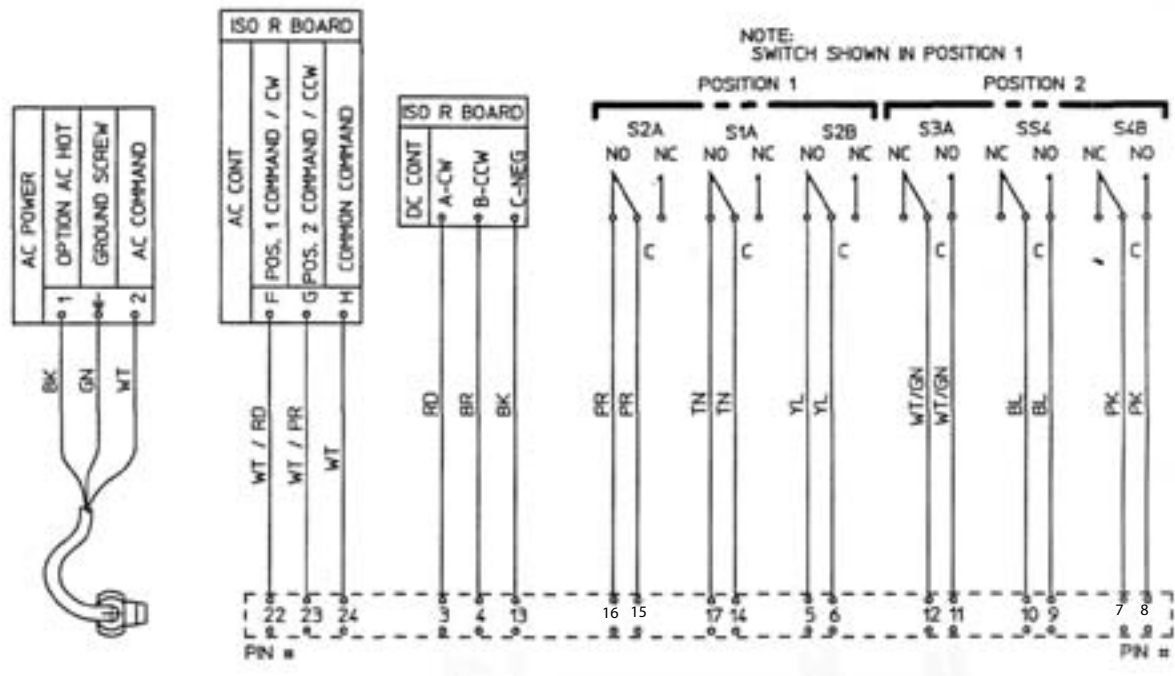 NOTE:
SWITCH SHOWN IN POSITION 1
ISO R BOARD
AC CONT
POS. 1 COMMAND / CW
POS. 2 COMMAND / CCW
COMMON COMMAND
F
G
H
AC POWER
OPTION AC HOT
GROUND SCREW
AC COMMAND
1
2
ISO R BOARD
DC CONT
A-CW
B-CCW
C-NEG
POSITION 1
POSITION 2
S2A S1A S2B S3A SS4 S4B
NO NC NO NC NO NC NC NO NC NO NC NO
C C C C C C
BK GN WT
WT / RD WT / PR WT
RD BR BK
PR PR TN TN YL YL WT/GN WT/GN BL BL PK PK
22 23 24 3 4 13 16 15 17 14 5 6 12 11 10 9 7 8
PIN # PIN #